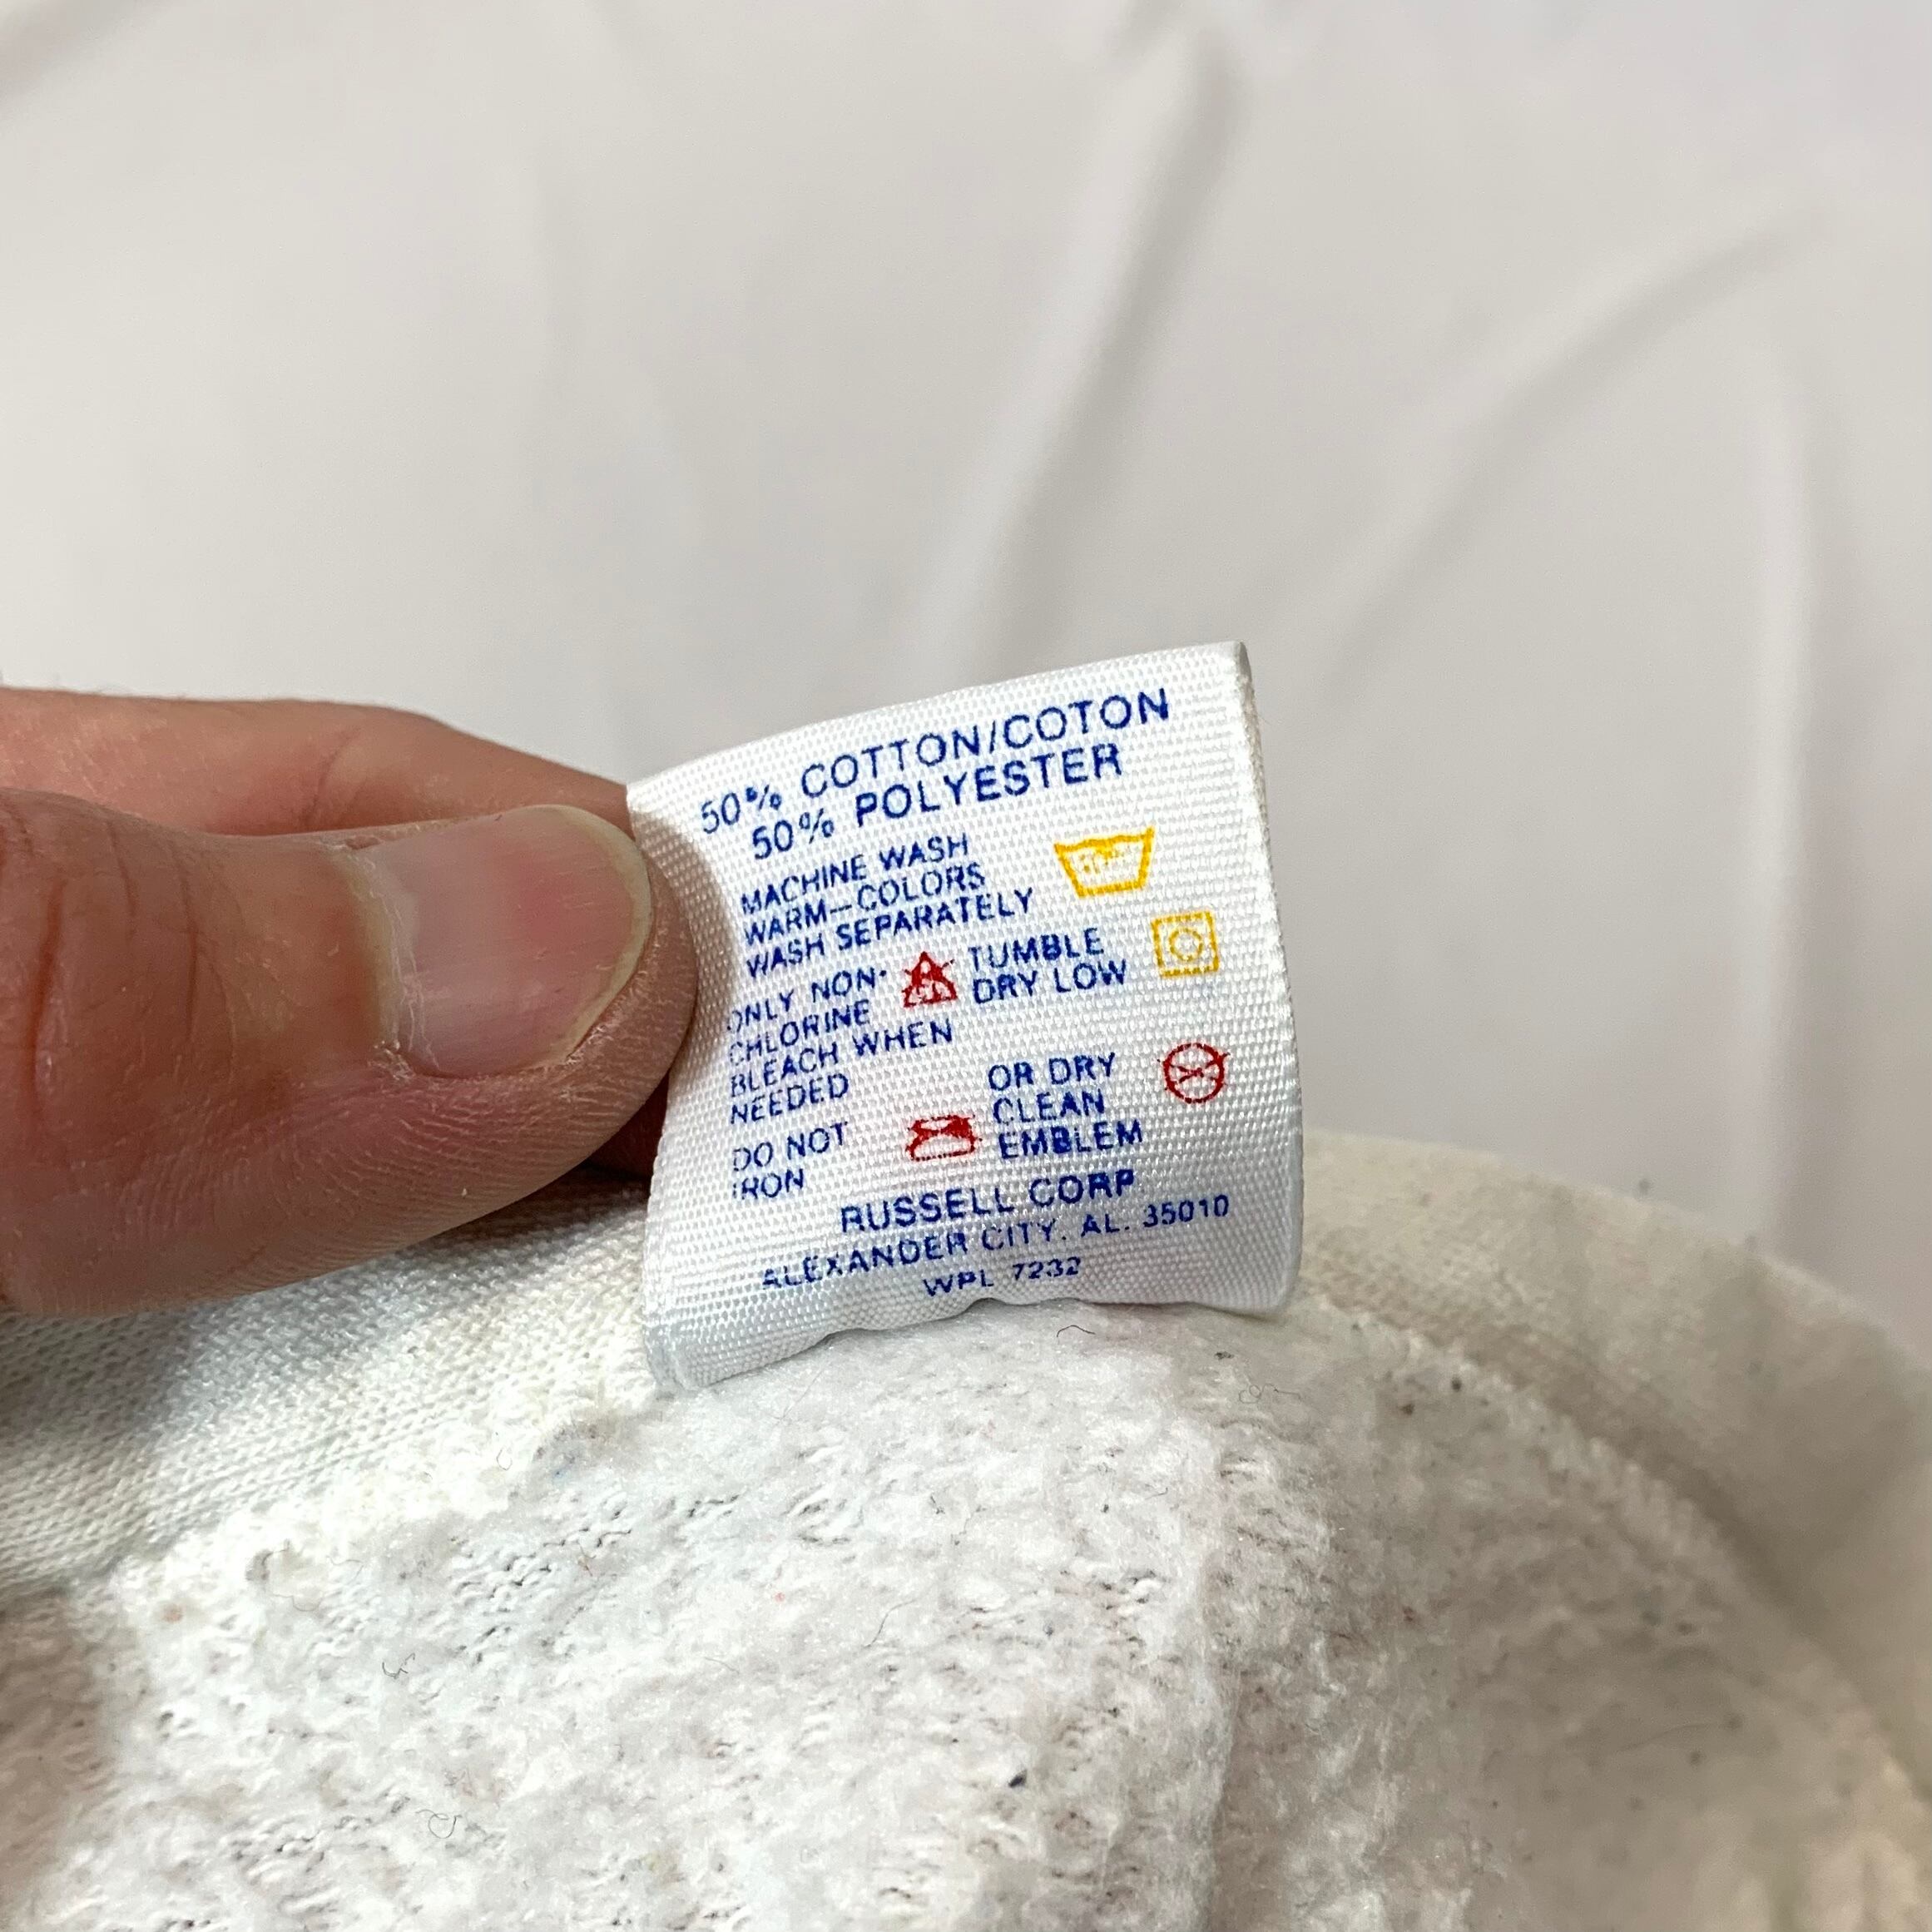 50% COTTON/COTON
50% POLYESTER
MACHINE WASH
WARM—COLORS
WASH SEPARATELY
ONLY NON-
CHLORINE
BLEACH WHEN
NEEDED
TUMBLE
DRY LOW
DO NOT
IRON
OR DRY
CLEAN
EMBLEM
RUSSELL CORP
ALEXANDER CITY, AL. 35010
WPL 7232